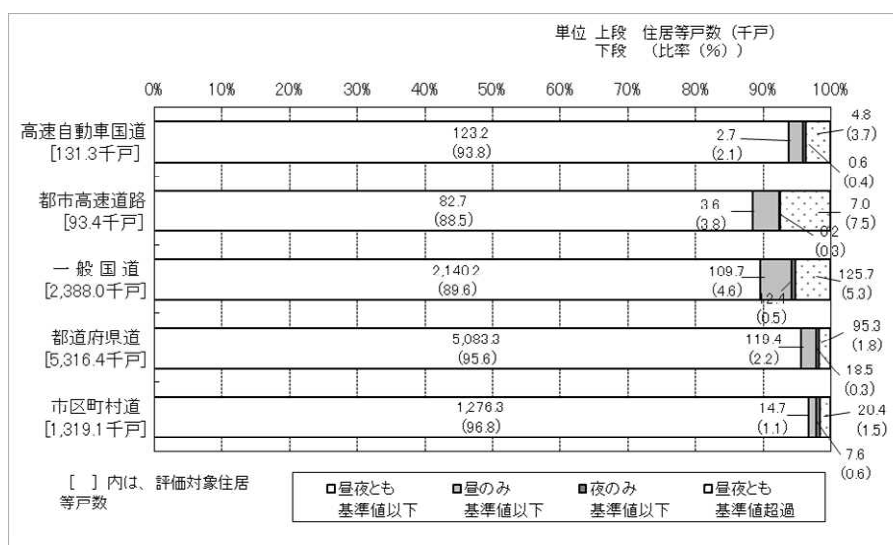 単位 上段 住居等戸数（千戸）
下段 （比率（％））
0% 10% 20% 30% 40% 50% 60% 70% 80% 90% 100%
高速自動車国道
[131.3千戸]
123.2
(93.8)
2.7
(2.1)
4.8
(3.7)
0.6
(0.4)
都市高速道路
[93.4千戸]
82.7
(88.5)
3.6
(3.8)
7.0
(7.5)
0.2
(0.3)
一般国道
[2,388.0千戸]
2,140.2
(89.6)
109.7
(4.6)
12.4
(0.5)
125.7
(5.3)
都道府県道
[5,316.4千戸]
5,083.3
(95.6)
119.4
(2.2)
95.3
(1.8)
18.5
(0.3)
市区町村道
[1,319.1千戸]
1,276.3
(96.8)
14.7
(1.1)
20.4
(1.5)
7.6
(0.6)
[ ]内は、評価対象住居
等戸数
昼夜とも
基準値以下
昼のみ
基準値以下
夜のみ
基準値以下
昼夜とも
基準値超過